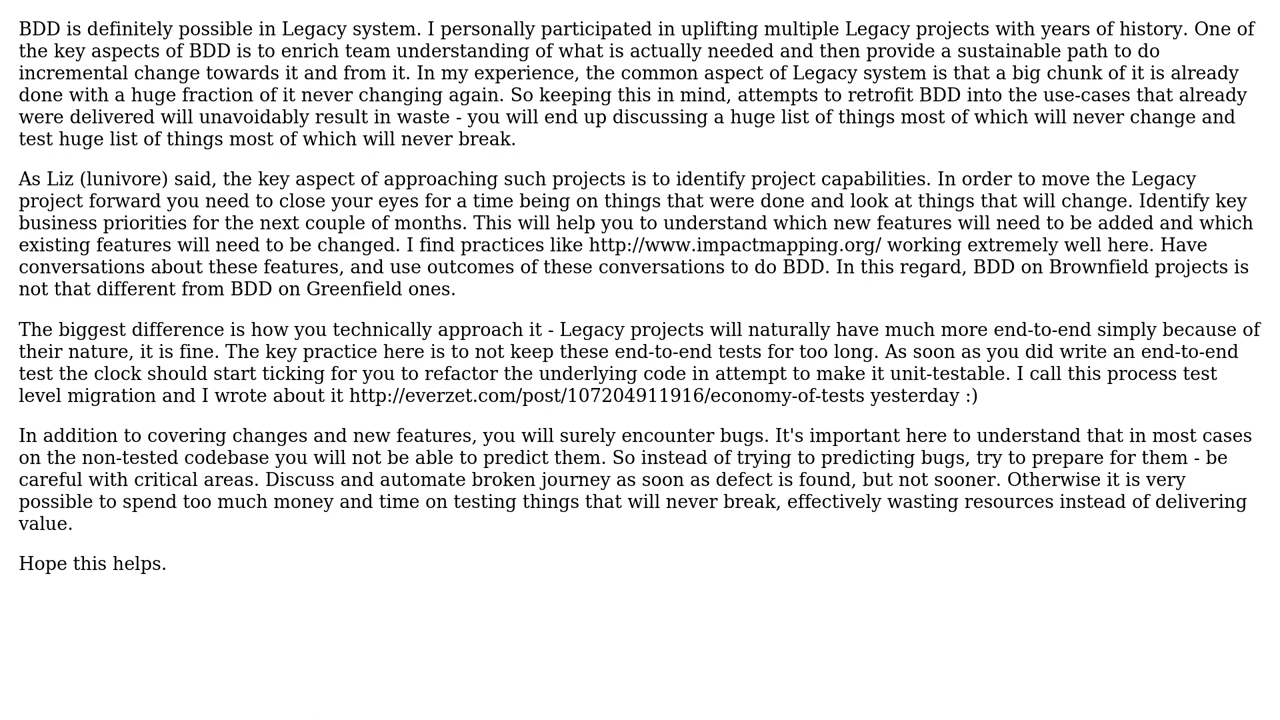 BDD is definitely possible in Legacy system. I personally participated in uplifting multiple Legacy projects with years of history. One of
the key aspects of BDD is to enrich team understanding of what is actually needed and then provide a sustainable path to do
incremental change towards it and from it. In my experience, the common aspect of Legacy system is that a big chunk of it is already
done with a huge fraction of it never changing again. So keeping this in mind, attempts to retrofit BDD into the use-cases that already
were delivered will unavoidably result in waste - you will end up discussing a huge list of things most of which will never change and
test huge list of things most of which will never break.
As Liz (lunivore) said, the key aspect of approaching such projects is to identify project capabilities. In order to move the Legacy
project forward you need to close your eyes for a time being on things that were done and look at things that will change. Identify key
business priorities for the next couple of months. This will help you to understand which new features will need to be added and which
existing features will need to be changed. I find practices like http://www.impactmapping.org/ working extremely well here. Have
conversations about these features, and use outcomes of these conversations to do BDD. In this regard, BDD on Brownfield projects is
not that different from BDD on Greenfield ones.
The biggest difference is how you technically approach it - Legacy projects will naturally have much more end-to-end simply because of
their nature, it is fine. The key practice here is to not keep these end-to-end tests for too long. As soon as you did write an end-to-end
test the clock should start ticking for you to refactor the underlying code in attempt to make it unit-testable. I call this process test
level migration and I wrote about it http://everzet.com/post/107204911916/economy-of-tests yesterday :)
In addition to covering changes and new features, you will surely encounter bugs. It's important here to understand that in most cases
on the non-tested codebase you will not be able to predict them. So instead of trying to predicting bugs, try to prepare for them - be
careful with critical areas. Discuss and automate broken journey as soon as defect is found, but not sooner. Otherwise it is very
possible to spend too much money and time on testing things that will never break, effectively wasting resources instead of delivering
value.
Hope this helps.